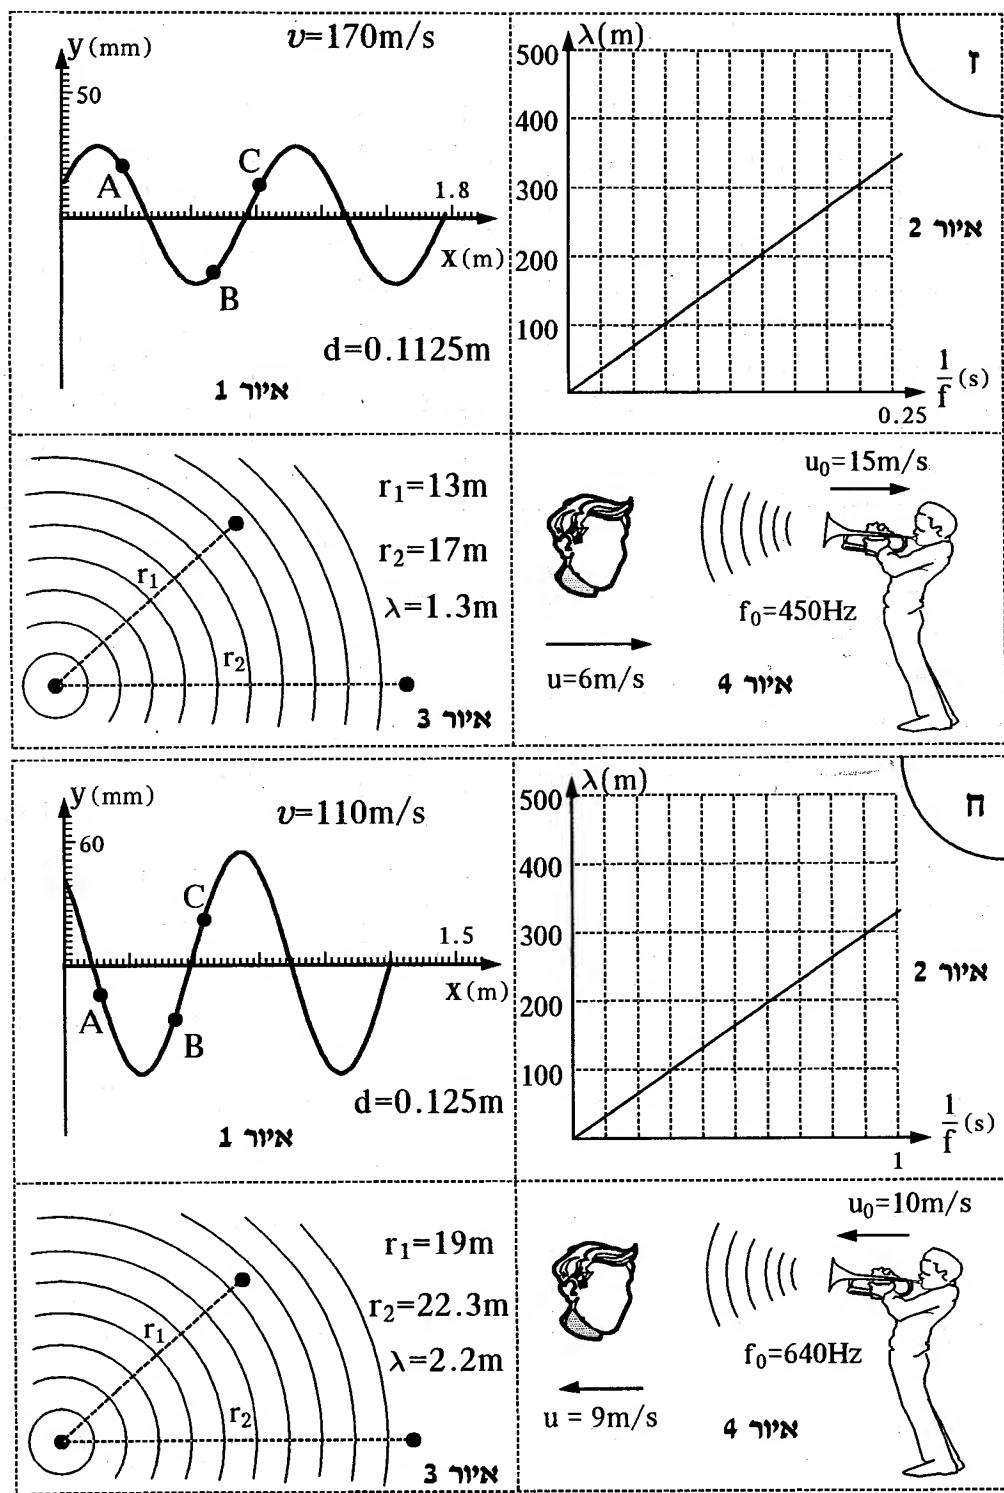 ז
y(mm)
v=170m/s
50
A
B
C
1.8
x(m)
d=0.1125m
איור 1
λ(m)
500
400
300
200
100
1/f (s)
0.25
איור 2
r₁=13m
r₂=17m
λ=1.3m
r₁
r₂
איור 3
u₀=15m/s
f₀=450Hz
u=6m/s
איור 4
ח
y(mm)
v=110m/s
60
A
B
C
1.5
x(m)
d=0.125m
איור 1
λ(m)
500
400
300
200
100
1/f (s)
1
איור 2
r₁=19m
r₂=22.3m
λ=2.2m
r₁
r₂
איור 3
u₀=10m/s
f₀=640Hz
u = 9m/s
איור 4